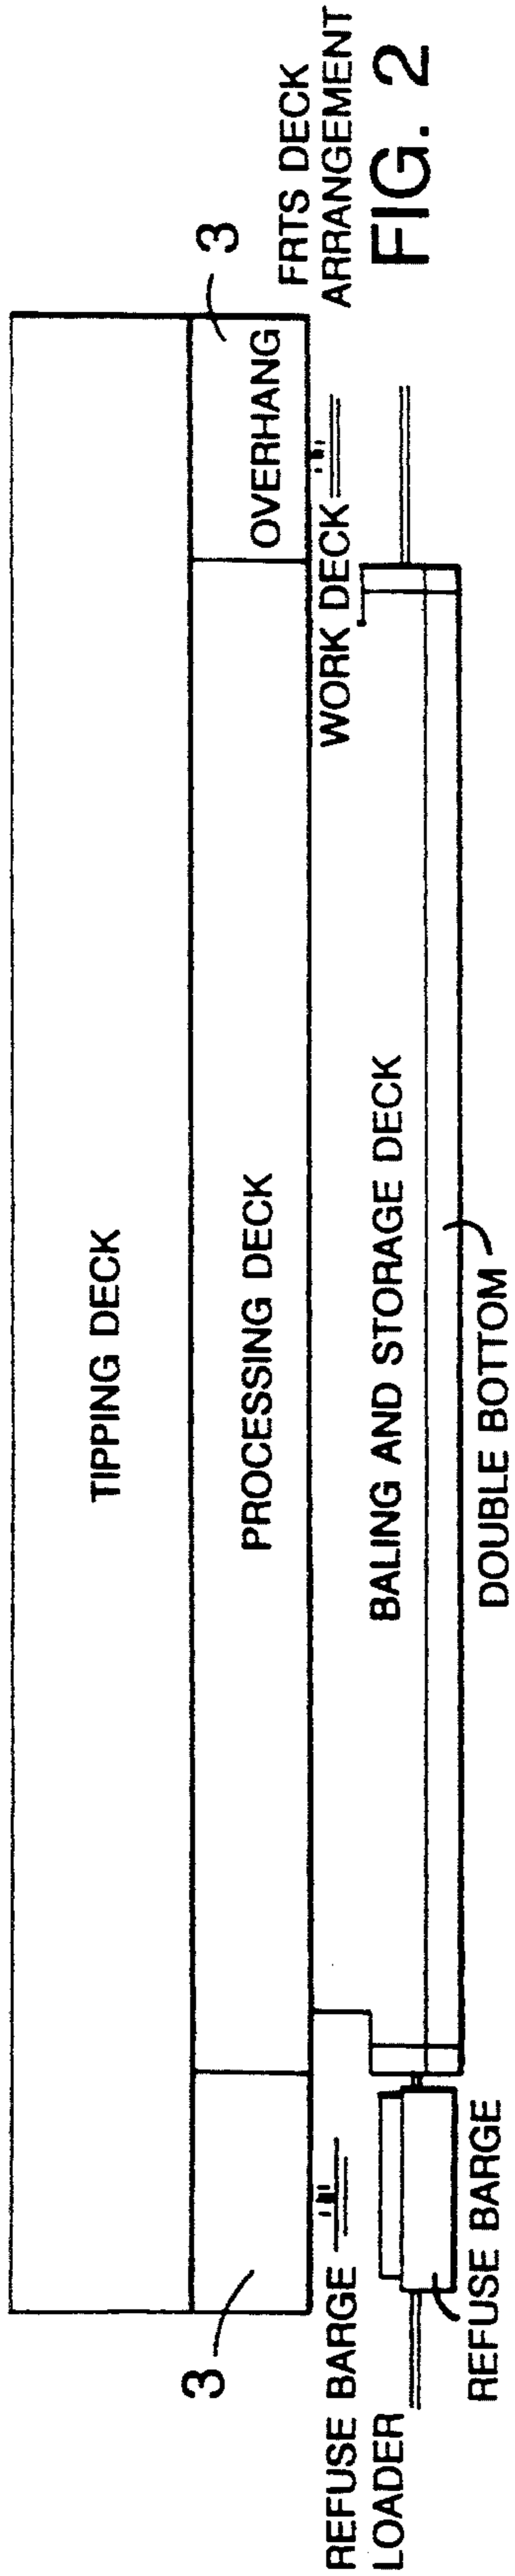 TIPPING DECK
PROCESSING DECK
OVERHANG
3
3
REFUSE BARGE
LOADER
WORK DECK
BALING AND STORAGE DECK
REFUSE BARGE
DOUBLE BOTTOM
FRTS DECK
ARRANGEMENT
FIG. 2